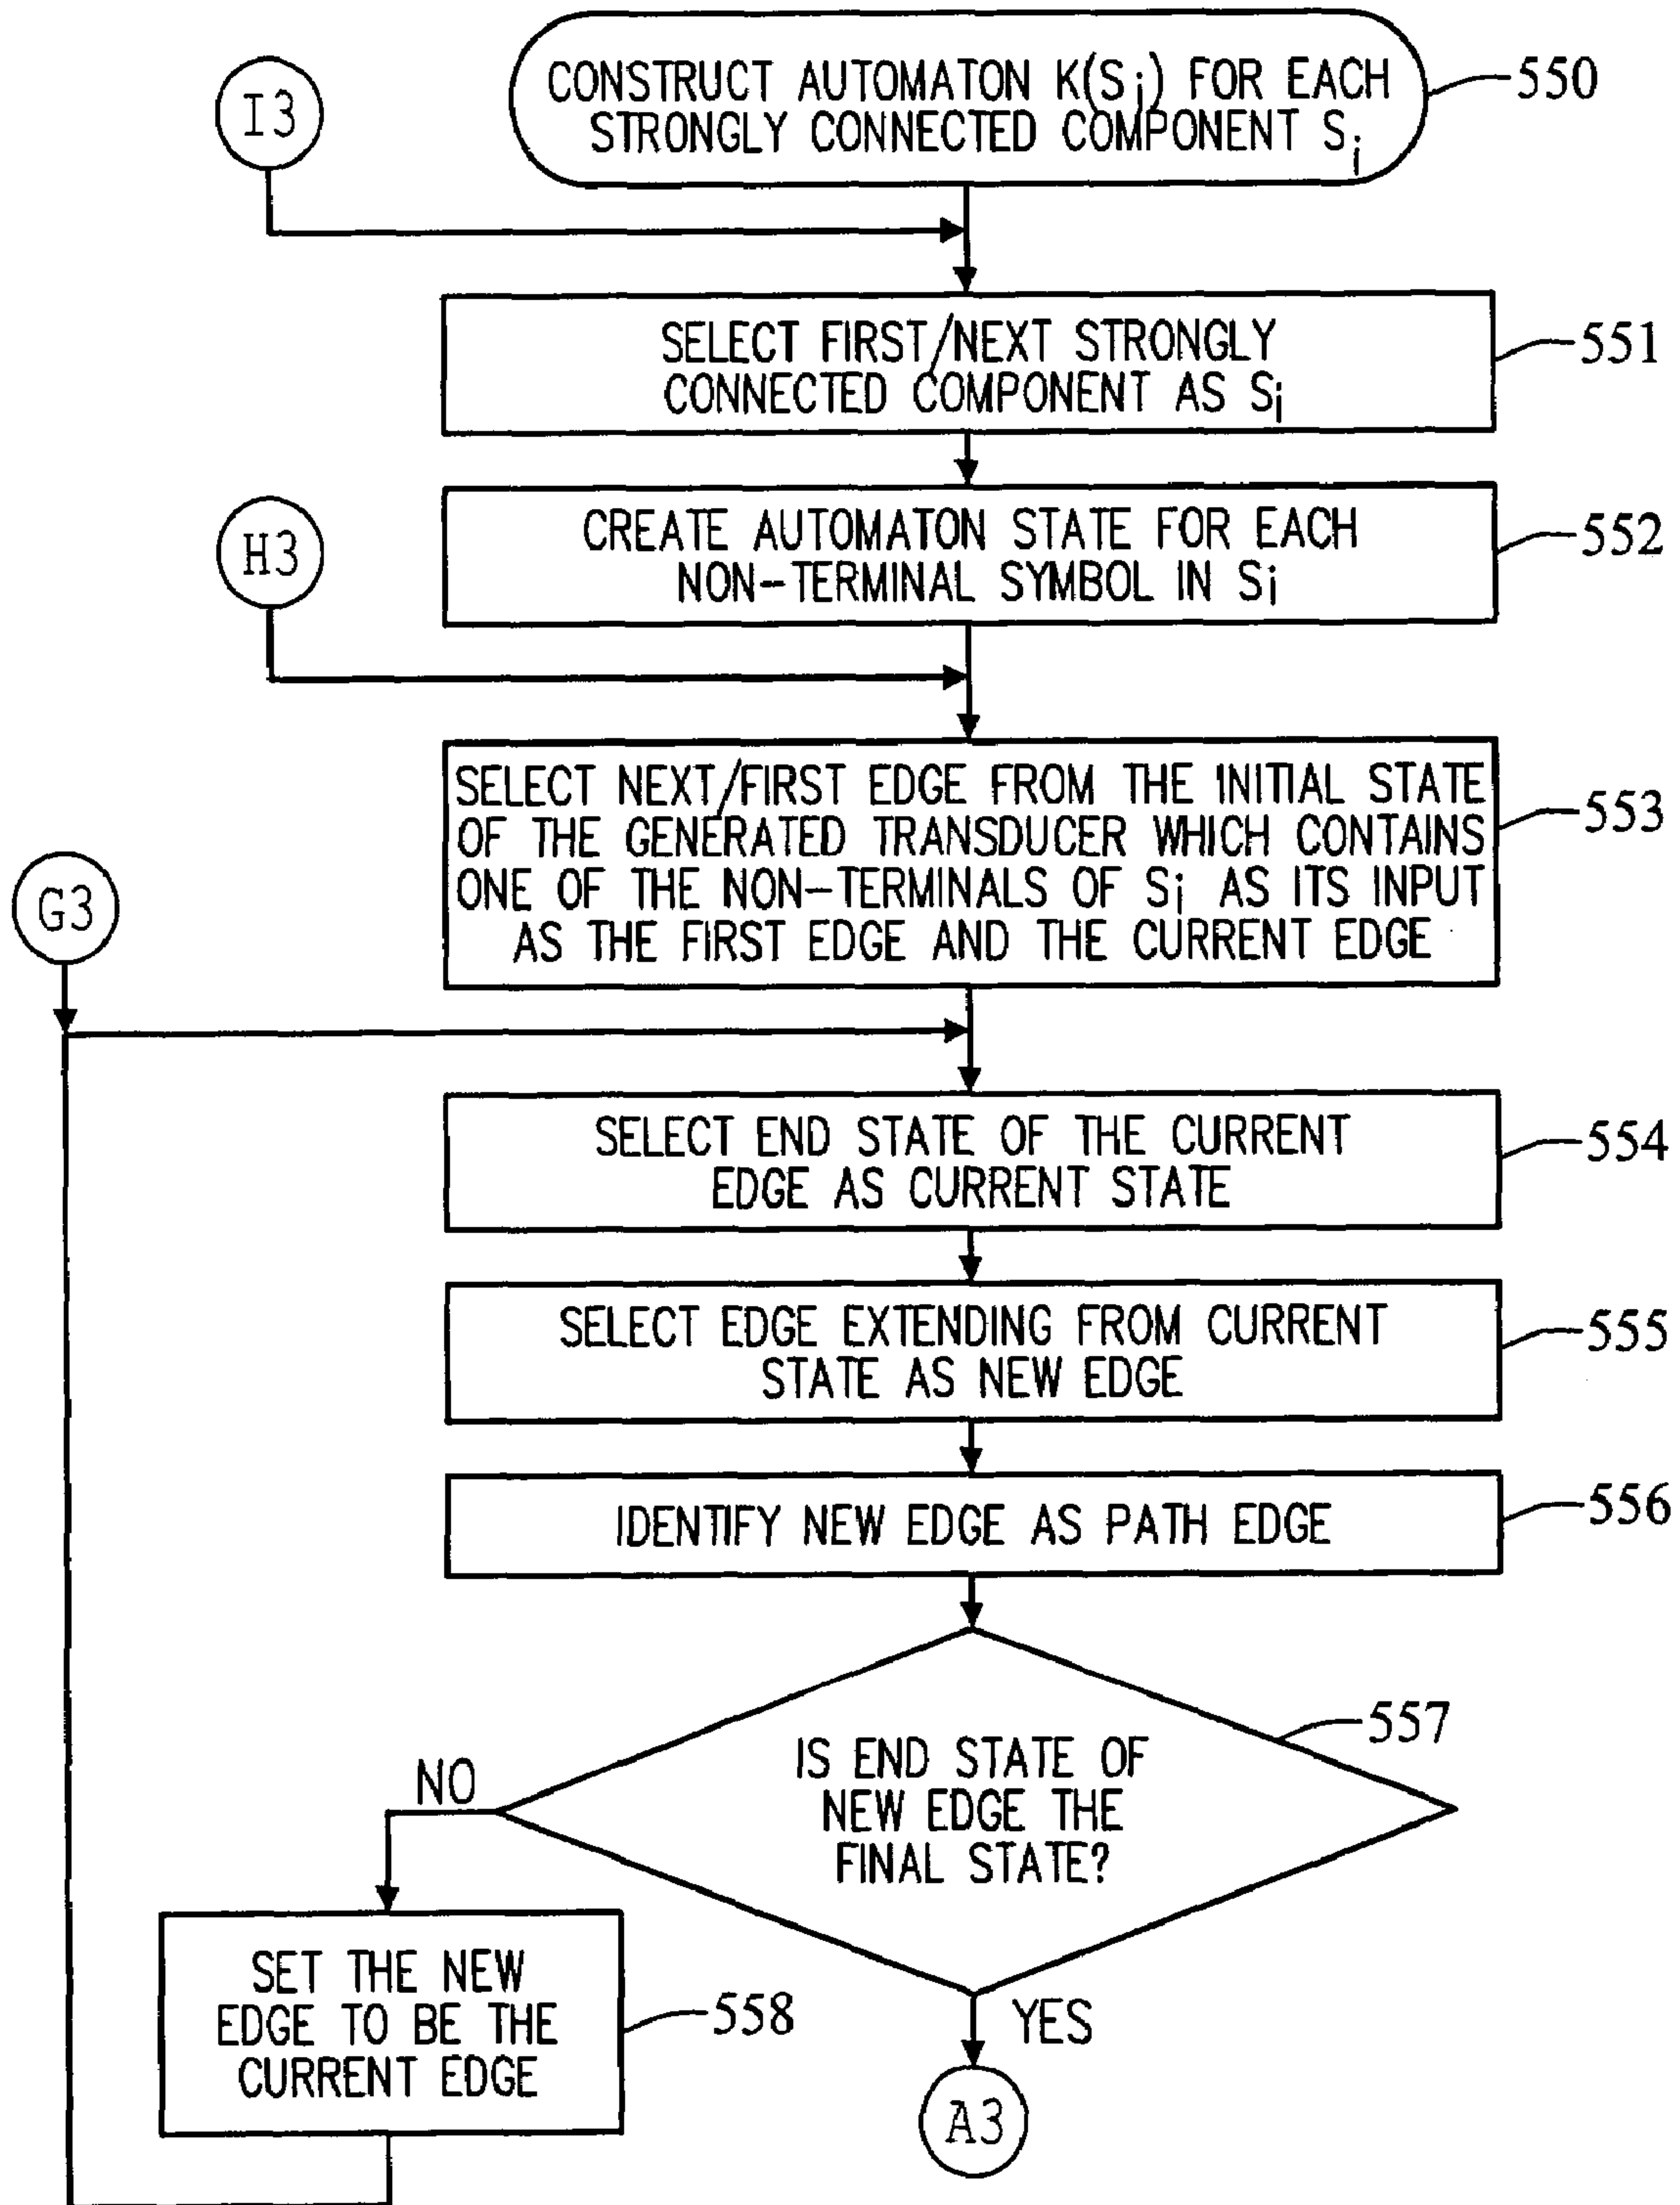 CONSTRUCT AUTOMATON K(Si) FOR EACH
STRONGLY CONNECTED COMPONENT Si
550
I3
SELECT FIRST/NEXT STRONGLY
CONNECTED COMPONENT AS Si
551
CREATE AUTOMATON STATE FOR EACH
NON-TERMINAL SYMBOL IN Si
552
H3
SELECT NEXT/FIRST EDGE FROM THE INITIAL STATE
OF THE GENERATED TRANSDUCER WHICH CONTAINS
ONE OF THE NON-TERMINALS OF Si AS ITS INPUT
AS THE FIRST EDGE AND THE CURRENT EDGE
553
G3
SELECT END STATE OF THE CURRENT
EDGE AS CURRENT STATE
554
SELECT EDGE EXTENDING FROM CURRENT
STATE AS NEW EDGE
555
IDENTIFY NEW EDGE AS PATH EDGE
556
IS END STATE OF
NEW EDGE THE
FINAL STATE?
557
NO
SET THE NEW
EDGE TO BE THE
CURRENT EDGE
558
YES
A3